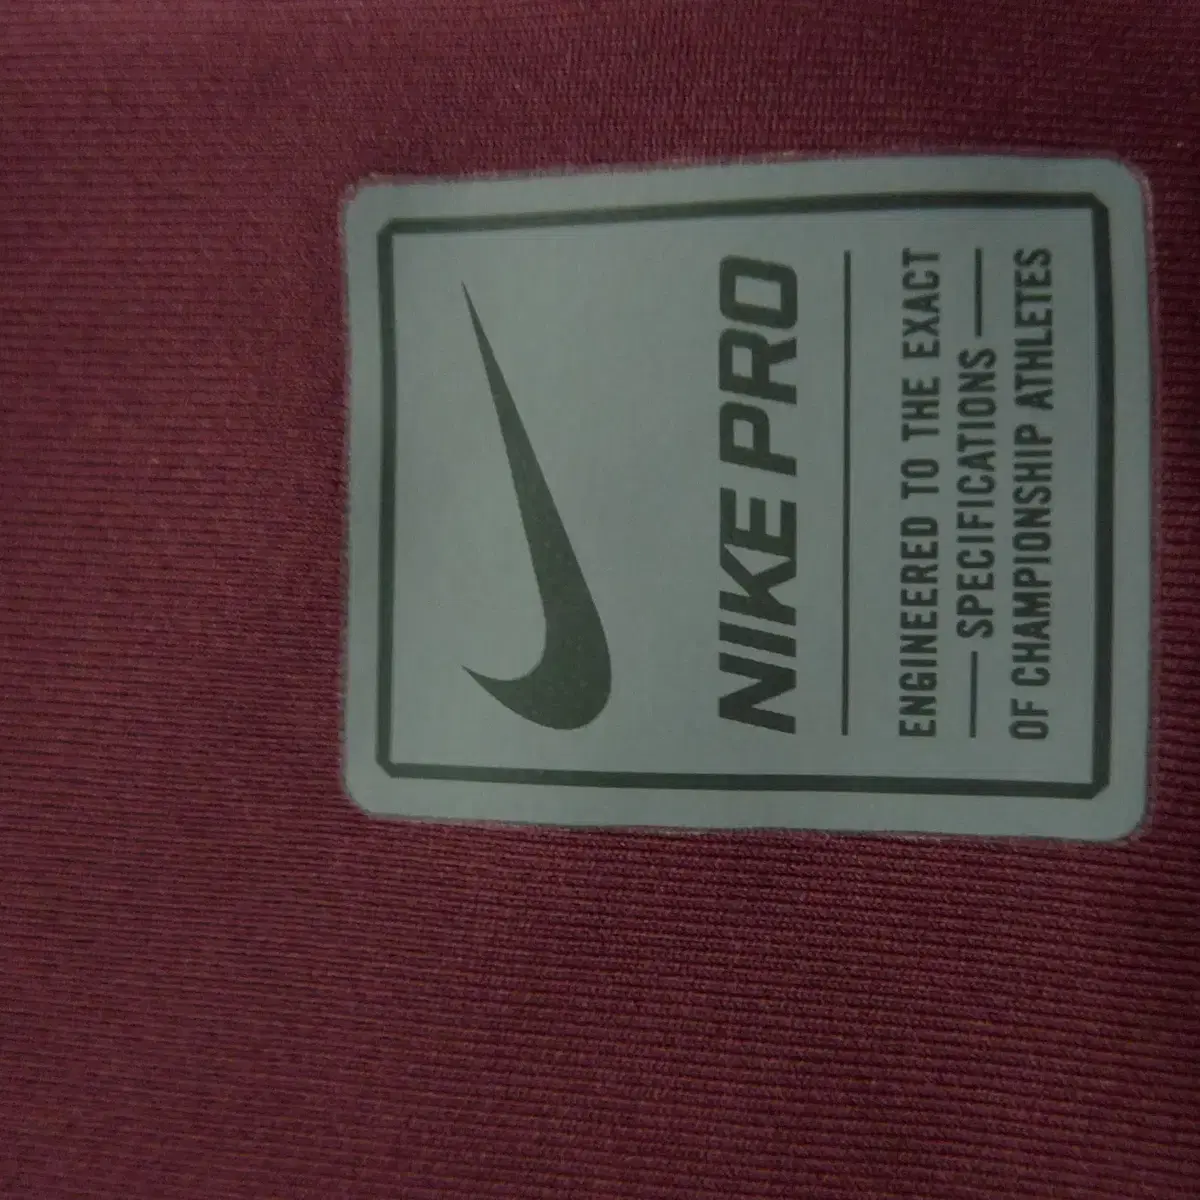 NIKE PRO
ENGINEERED TO THE EXACT
SPECIFICATIONS
OF CHAMPIONSHIP ATHLETES